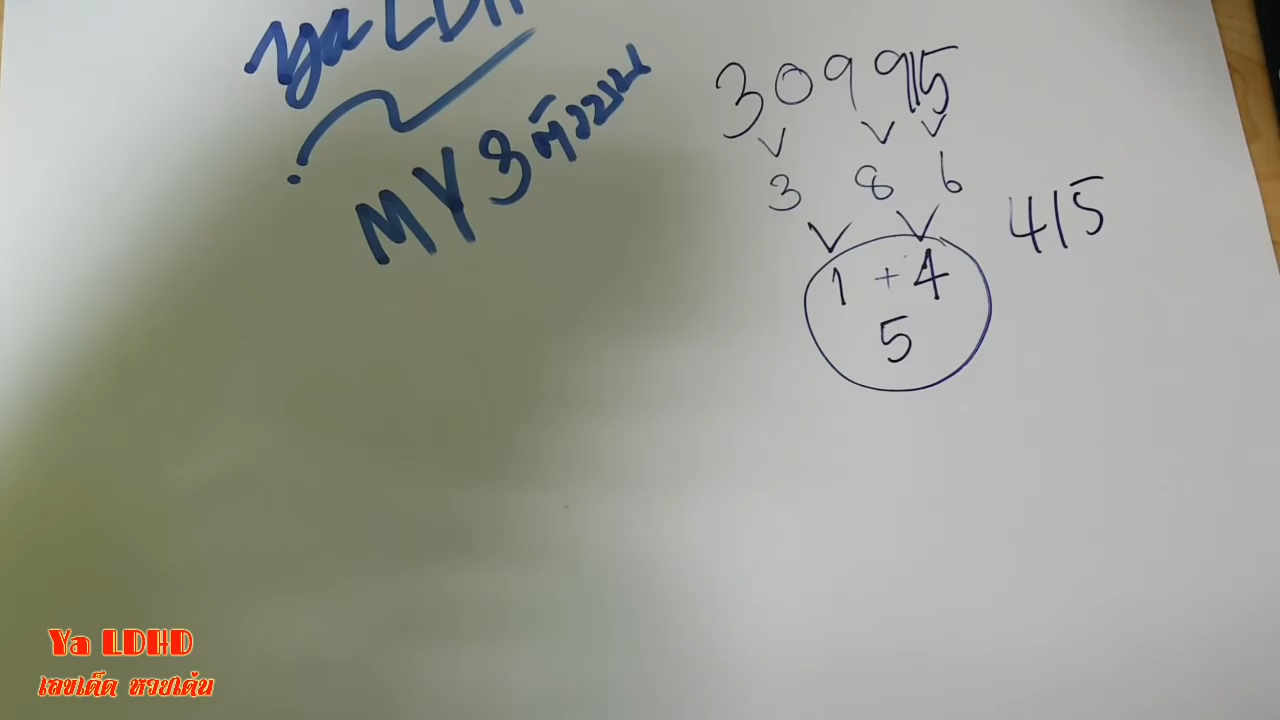 Ya LDH
MY 3 ตัวบน
309915
3 8 6
415
1 + 4
5
Ya LDHD
เลขเด็ด หวยเด่น